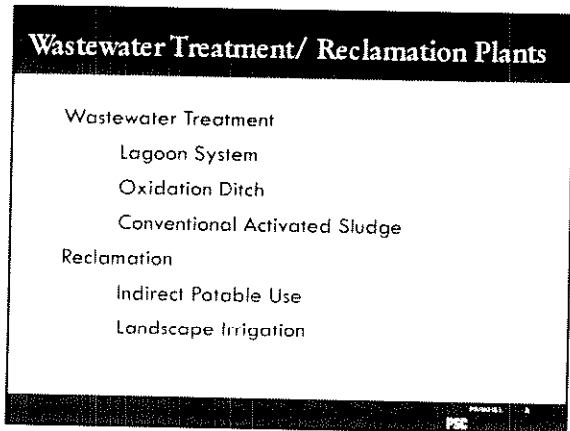 Wastewater Treatment/ Reclamation Plants
Wastewater Treatment
Lagoon System
Oxidation Ditch
Conventional Activated Sludge
Reclamation
Indirect Potable Use
Landscape Irrigation
PSC